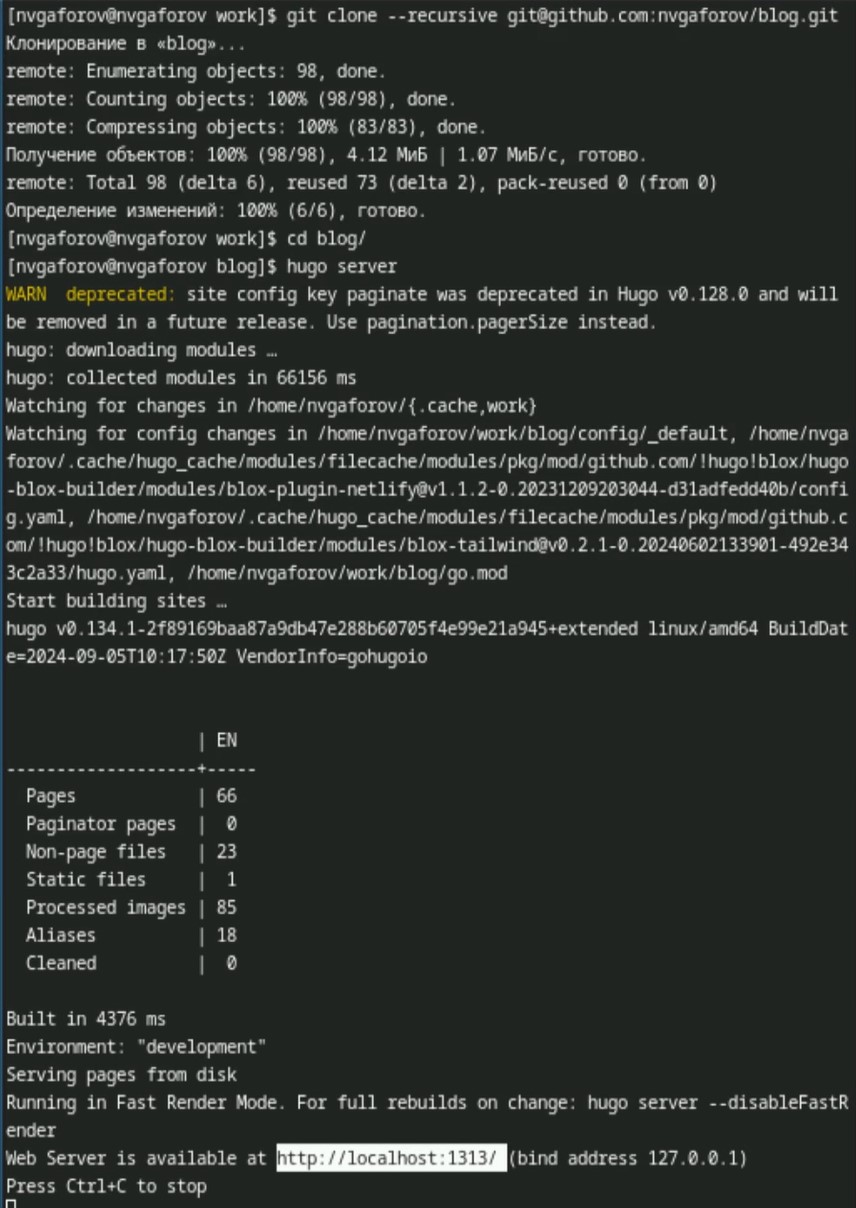 [nvgaforov@nvgaforov work]$ git clone --recursive git@github.com:nvgaforov/blog.git
Клонирование в «blog»...
remote: Enumerating objects: 98, done.
remote: Counting objects: 100% (98/98), done.
remote: Compressing objects: 100% (83/83), done.
Получение объектов: 100% (98/98), 4.12 МиБ | 1.07 МиБ/с, готово.
remote: Total 98 (delta 6), reused 73 (delta 2), pack-reused 0 (from 0)
Определение изменений: 100% (6/6), готово.
[nvgaforov@nvgaforov work]$ cd blog/
[nvgaforov@nvgaforov blog]$ hugo server
WARN  deprecated: site config key paginate was deprecated in Hugo v0.128.0 and will
be removed in a future release. Use pagination.pagerSize instead.
hugo: downloading modules …
hugo: collected modules in 66156 ms
Watching for changes in /home/nvgaforov/{.cache,work}
Watching for config changes in /home/nvgaforov/work/blog/config/_default, /home/nvga
forov/.cache/hugo_cache/modules/filecache/modules/pkg/mod/github.com/!hugo!blox/hugo
-blox-builder/modules/blox-plugin-netlify@v1.1.2-0.20231209203044-d31adfedd40b/confi
g.yaml, /home/nvgaforov/.cache/hugo_cache/modules/filecache/modules/pkg/mod/github.c
om/!hugo!blox/hugo-blox-builder/modules/blox-tailwind@v0.2.1-0.20240602133901-492e34
3c2a33/hugo.yaml, /home/nvgaforov/work/blog/go.mod
Start building sites …
hugo v0.134.1-2f89169baa87a9db47e288b60705f4e99e21a945+extended linux/amd64 BuildDat
e=2024-09-05T10:17:50Z VendorInfo=gohugoio
                   | EN
-------------------+-----
  Pages            | 66
  Paginator pages  |  0
  Non-page files   | 23
  Static files     |  1
  Processed images | 85
  Aliases          | 18
  Cleaned          |  0
Built in 4376 ms
Environment: "development"
Serving pages from disk
Running in Fast Render Mode. For full rebuilds on change: hugo server --disableFastR
ender
Web Server is available at http://localhost:1313/ (bind address 127.0.0.1)
Press Ctrl+C to stop